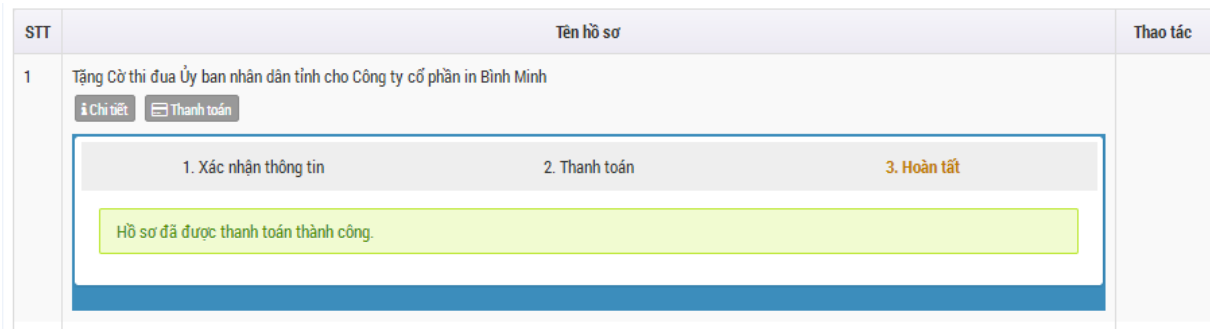 STT Tên hồ sơ Thao tác
1 Tặng Cờ thi đua Ủy ban nhân dân tỉnh cho Công ty cổ phần in Bình Minh
Chi tiết Thanh toán
1. Xác nhận thông tin 2. Thanh toán 3. Hoàn tất
Hồ sơ đã được thanh toán thành công.